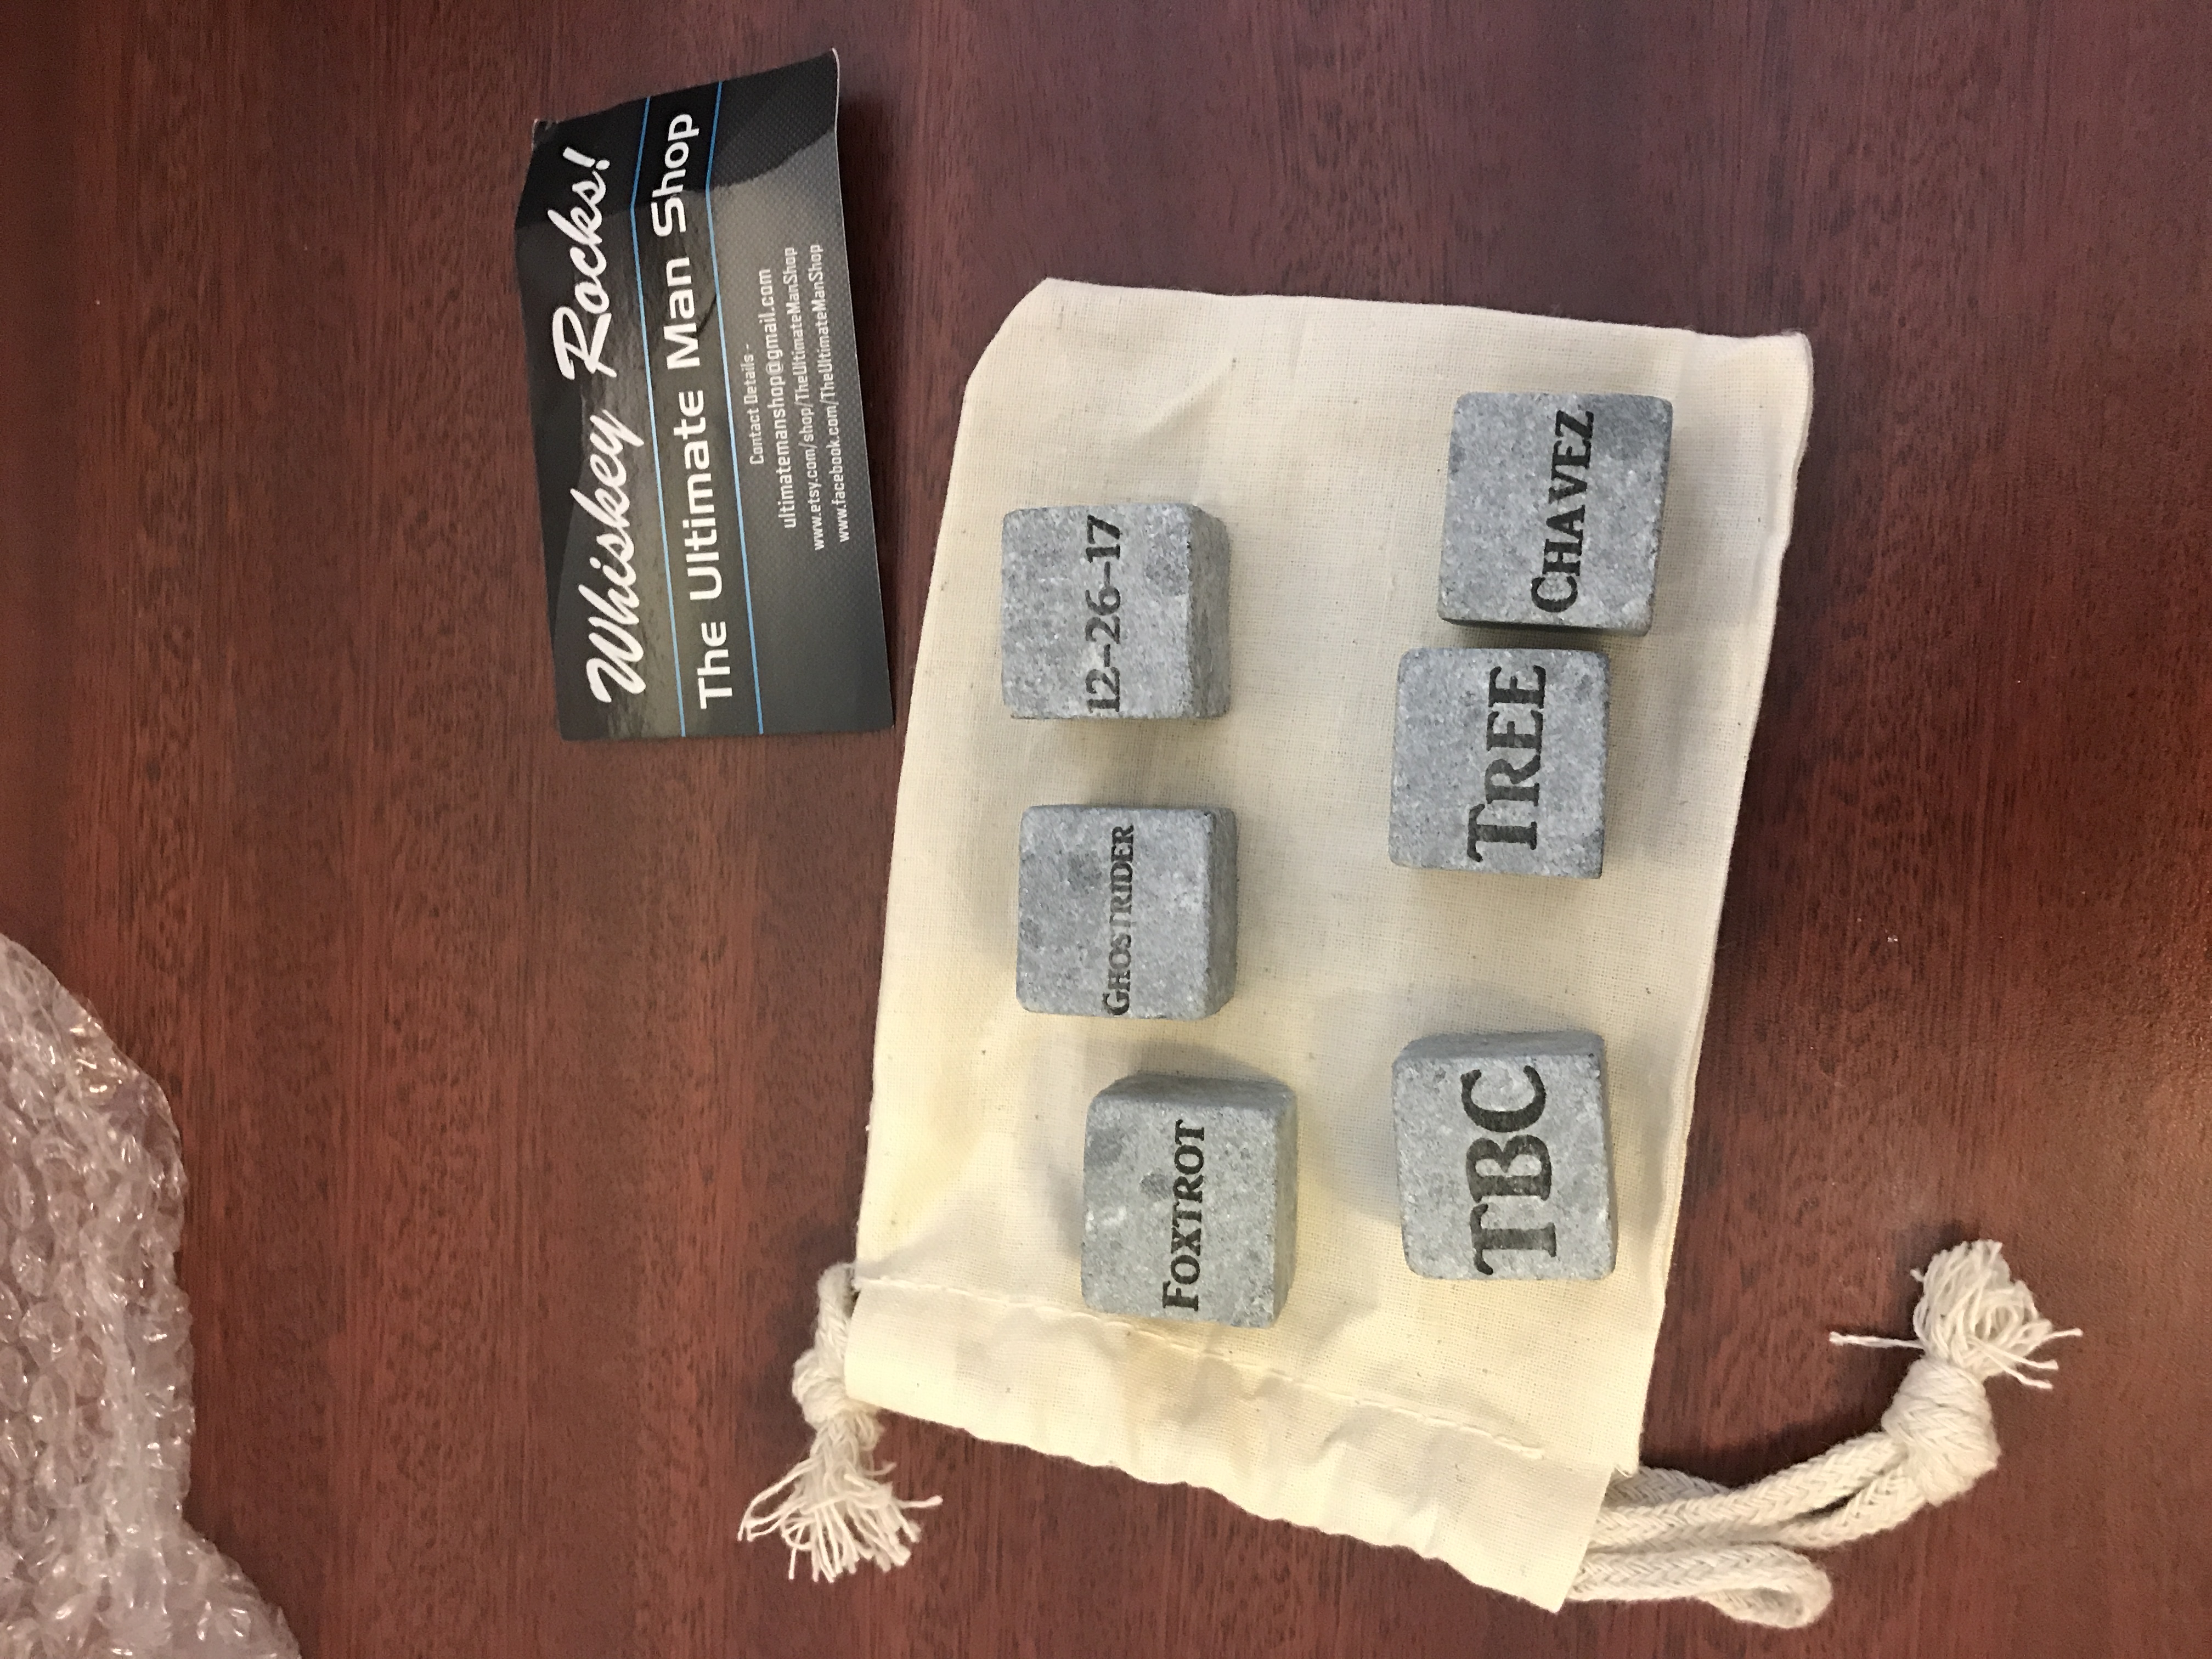 Whiskey Rocks!
The Ultimate Man Shop
Contact Details -
ultimatemanshop@gmail.com
www.etsy.com/shop/TheUltimateManShop
www.facebook.com/TheUltimateManShop
FOXTROT
GHOSTRIDER
12-26-17
TBC
TREE
CHAVEZ